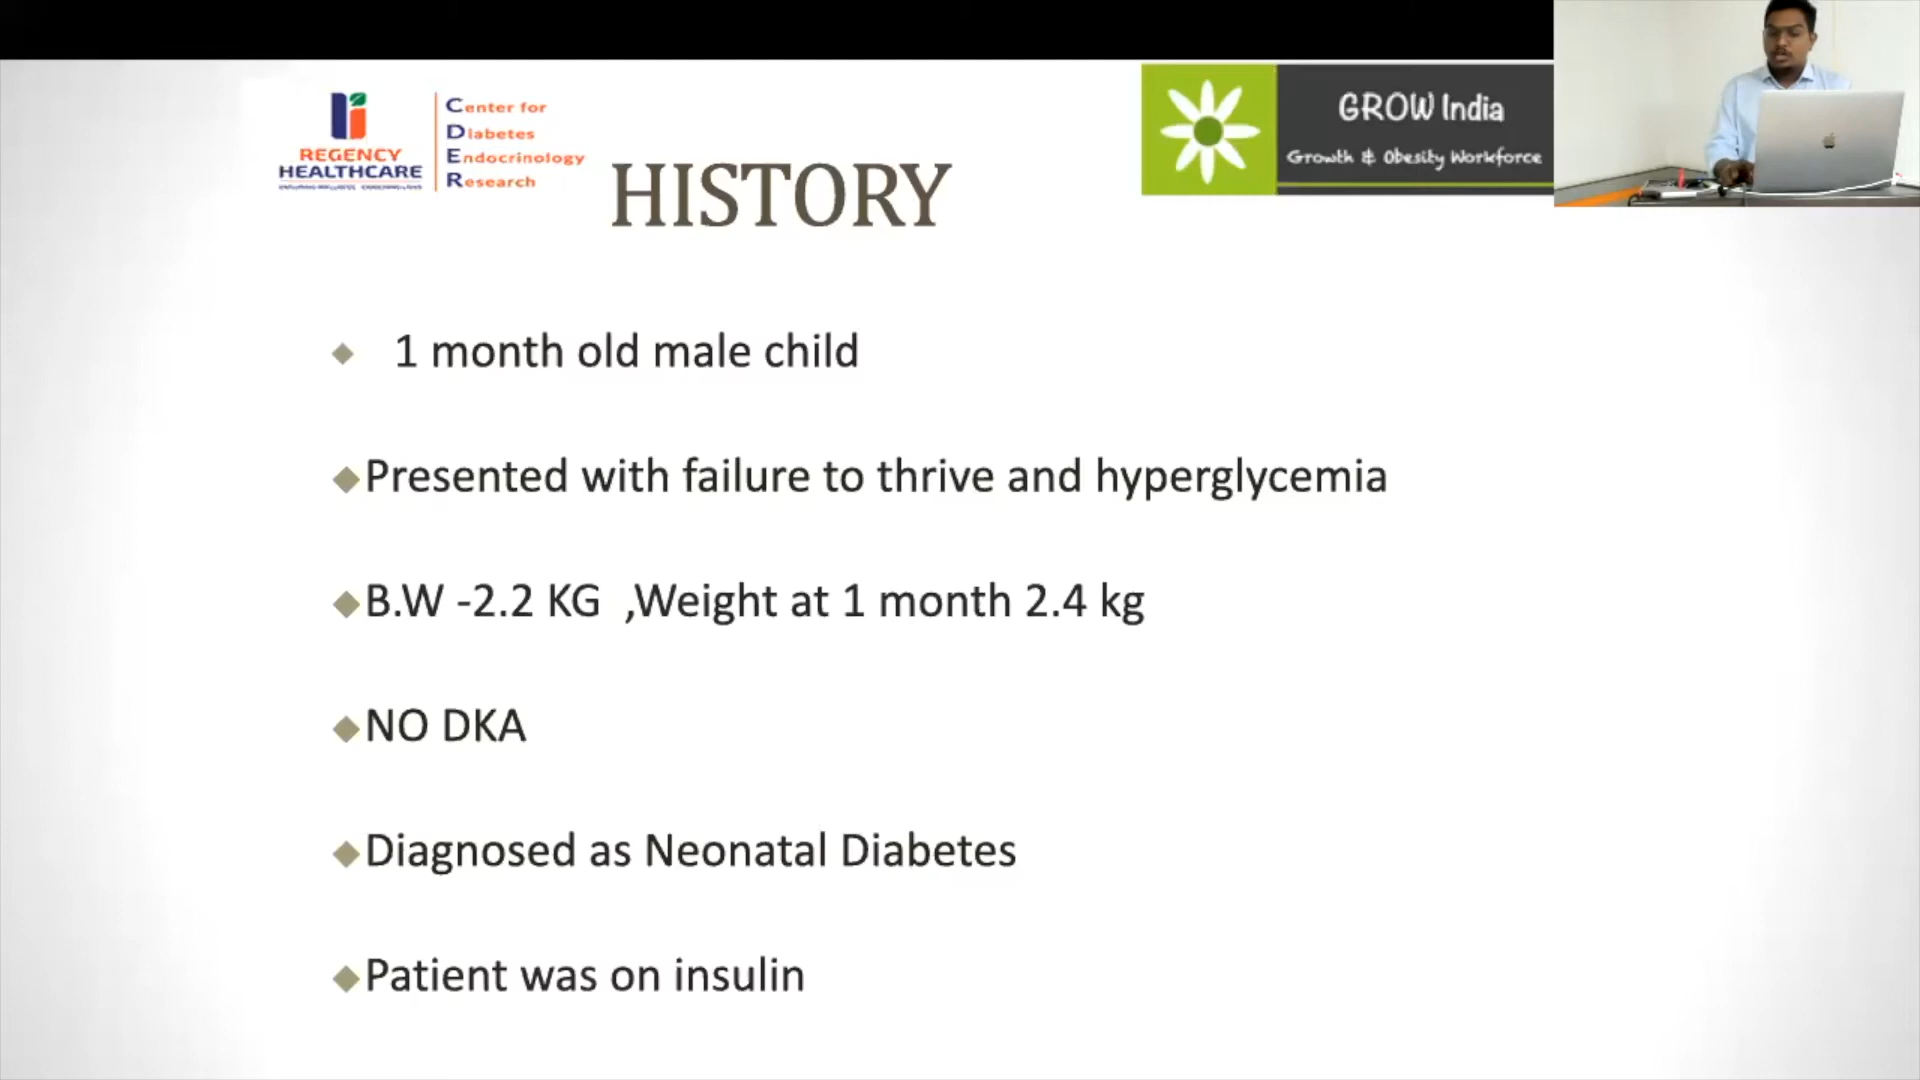 Center for
Diabetes
Endocrinology
Research
REGENCY
HEALTHCARE
GROW India
Growth & Obesity Workforce
HISTORY
1 month old male child
Presented with failure to thrive and hyperglycemia
B.W -2.2 KG ,Weight at 1 month 2.4 kg
NO DKA
Diagnosed as Neonatal Diabetes
Patient was on insulin